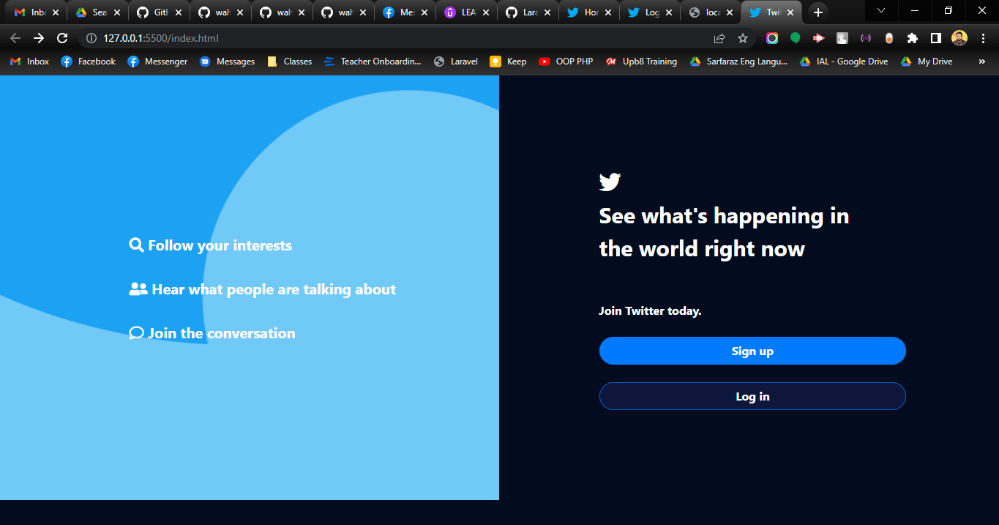 Inbo Sea GitH wah wah wah Mes LEA Lara Hor Log loca Twit
127.0.0.1:5500/index.html
Inbox Facebook Messenger Messages Classes Teacher Onboardin... Laravel Keep OOP PHP Upb8 Training Sarfaraz Eng Langu... IAL - Google Drive My Drive »
Follow your interests
Hear what people are talking about
Join the conversation
See what's happening in
the world right now
Join Twitter today.
Sign up
Log in